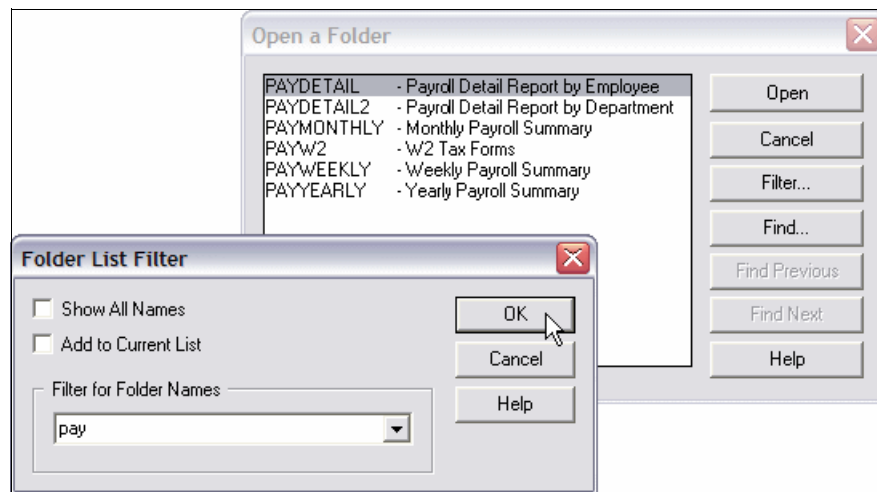 Open a Folder
PAYDETAIL - Payroll Detail Report by Employee
PAYDETAIL2 - Payroll Detail Report by Department
PAYMONTHLY - Monthly Payroll Summary
PAYW2 - W2 Tax Forms
PAYWEEKLY - Weekly Payroll Summary
PAYYEARLY - Yearly Payroll Summary
Open
Cancel
Filter...
Find...
Find Previous
Find Next
Help
Folder List Filter
Show All Names
Add to Current List
Filter for Folder Names
pay
OK
Cancel
Help